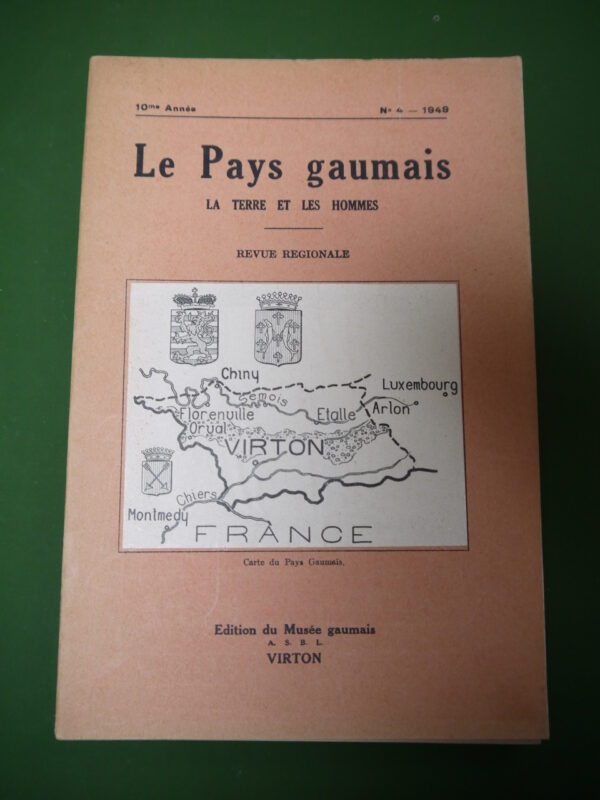 10me Année
Nº 4 — 1949
Le Pays gaumais
LA TERRE ET LES HOMMES
REVUE REGIONALE
Chiny
Luxembourg
Semois
Florenville
Etalle
Arlon
Orval
VIRTON
Chiers
Montmedy
FRANCE
Carte du Pays Gaumais.
Edition du Musée gaumais
A. S. B. L.
VIRTON